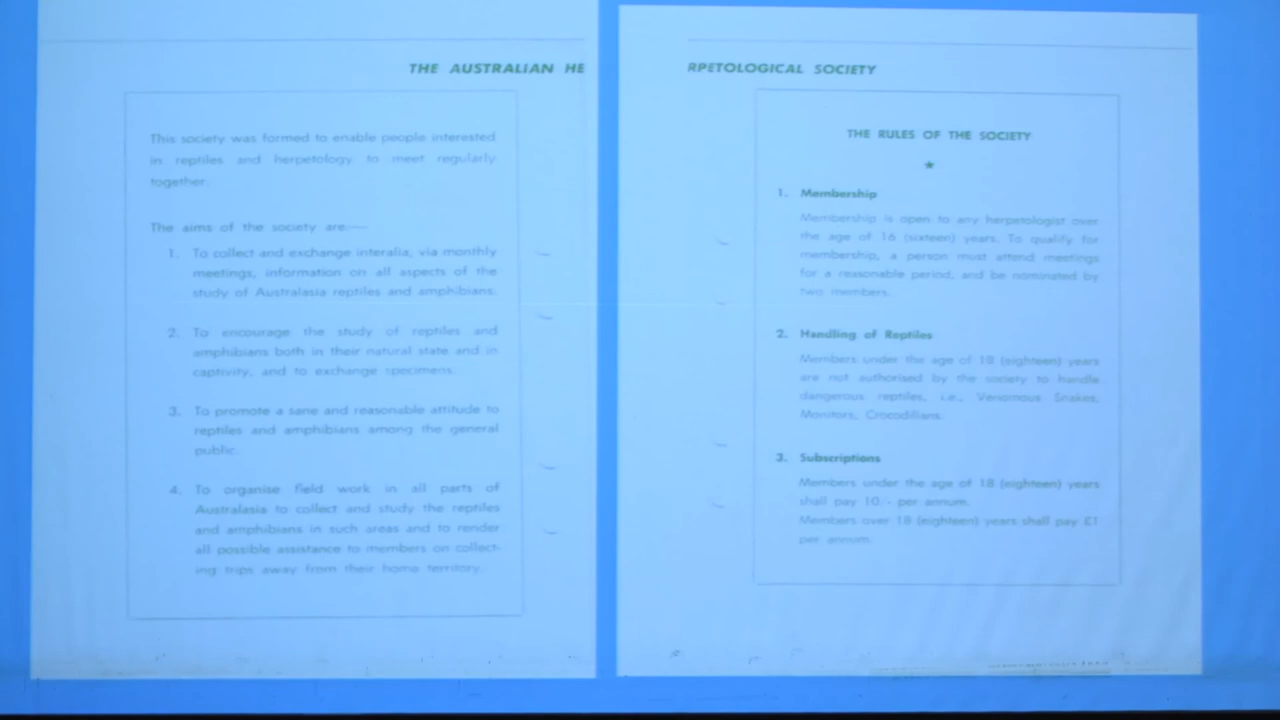 THE AUSTRALIAN HE
This society was formed to enable people interested
in reptiles and herpetology to meet regularly
together.
The aims of the society are:—
1. To collect and exchange interalia, via monthly
meetings, information on all aspects of the
study of Australasia reptiles and amphibians.
2. To encourage the study of reptiles and
amphibians both in their natural state and in
captivity, and to exchange specimens.
3. To promote a sane and reasonable attitude to
reptiles and amphibians among the general
public.
4. To organise field work in all parts of
Australasia to collect and study the reptiles
and amphibians in such areas and to render
all possible assistance to members on collect-
ing trips away from their home territory.
RPETOLOGICAL SOCIETY
THE RULES OF THE SOCIETY
★
1. Membership
Membership is open to any herpetologist over
the age of 16 (sixteen) years. To qualify for
membership, a person must attend meetings
for a reasonable period, and be nominated by
two members.
2. Handling of Reptiles
Members under the age of 18 (eighteen) years
are not authorised by the society to handle
dangerous reptiles, i.e., Venomous Snakes,
Monitors, Crocodilians.
3. Subscriptions
Members under the age of 18 (eighteen) years
shall pay 10/- per annum.
Members over 18 (eighteen) years shall pay £1
per annum.